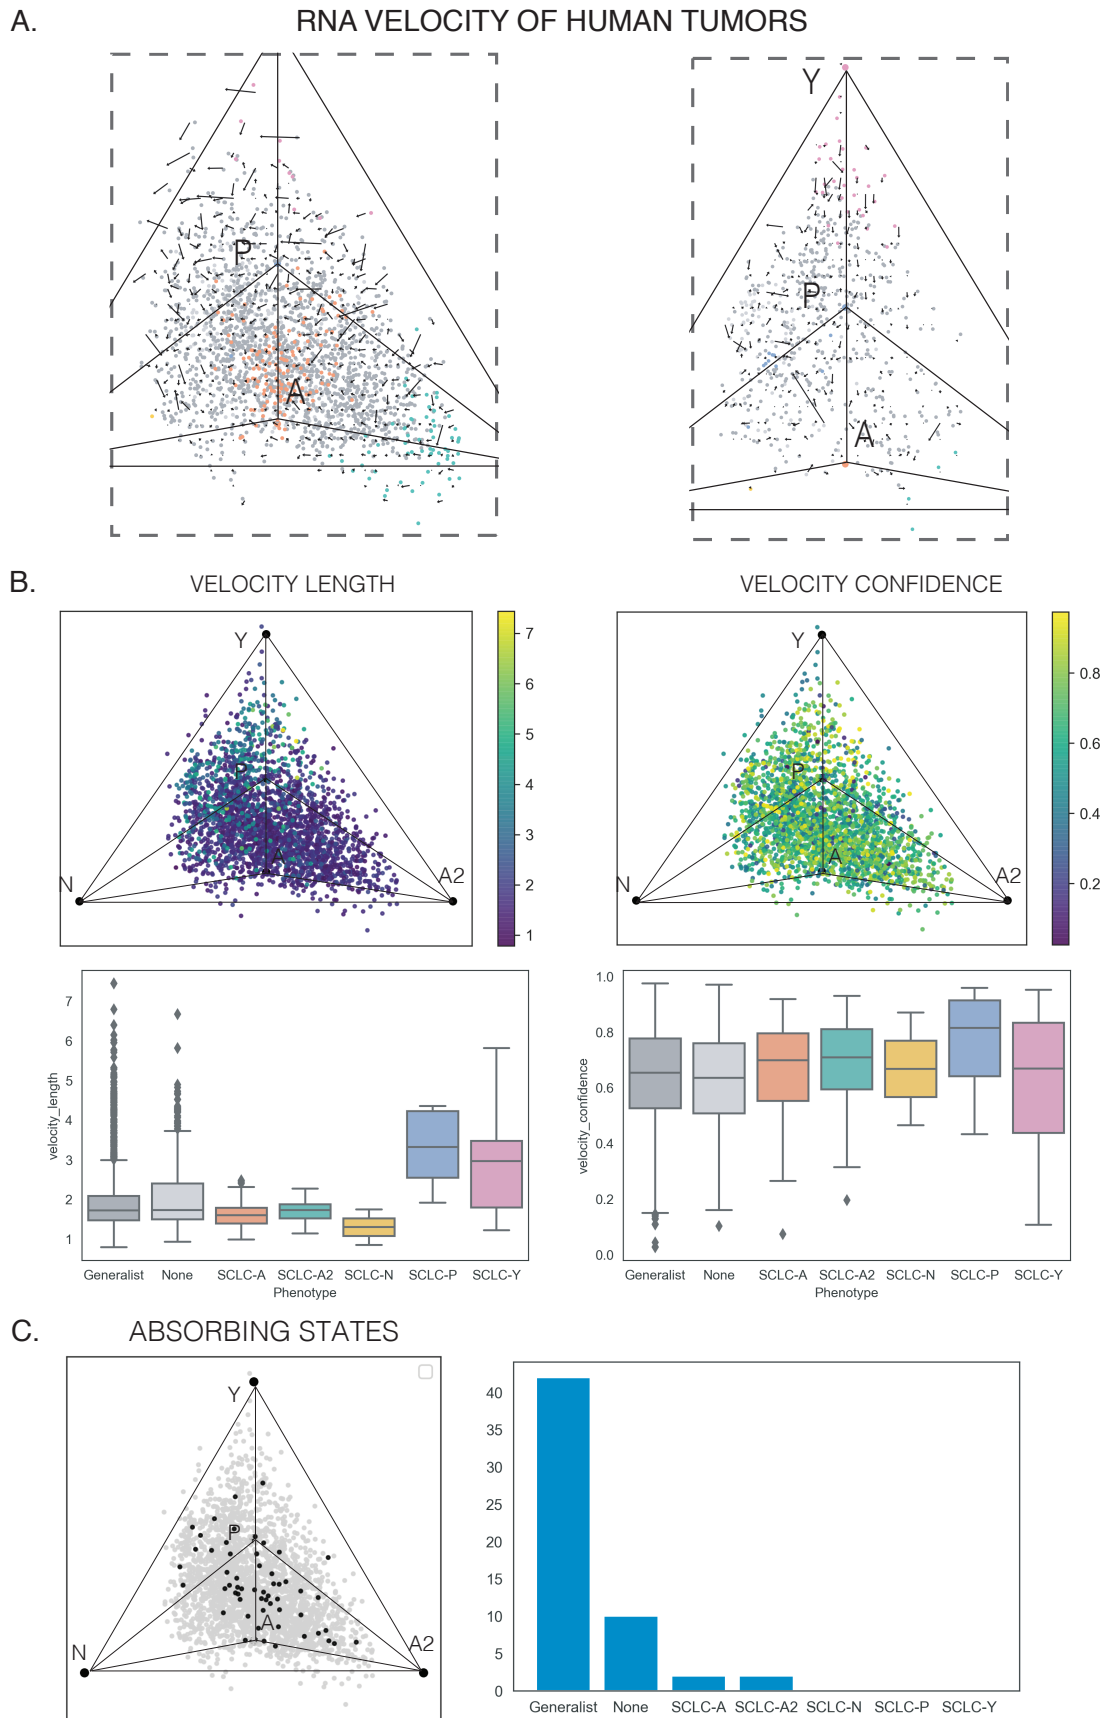 A. RNA VELOCITY OF HUMAN TUMORS
Y
P
P
A
A
B. VELOCITY LENGTH VELOCITY CONFIDENCE
Y
P
A
N
A2
7
6
5
4
3
2
1
Y
P
A
N
A2
0.8
0.6
0.4
0.2
velocity_length
7
6
5
4
3
2
1
Generalist None SCLC-A SCLC-A2 SCLC-N SCLC-P SCLC-Y
Phenotype
velocity_confidence
1.0
0.8
0.6
0.4
0.2
0.0
Generalist None SCLC-A SCLC-A2 SCLC-N SCLC-P SCLC-Y
Phenotype
C. ABSORBING STATES
Y
P
A
N
A2
40
35
30
25
20
15
10
5
0
Generalist None SCLC-A SCLC-A2 SCLC-N SCLC-P SCLC-Y